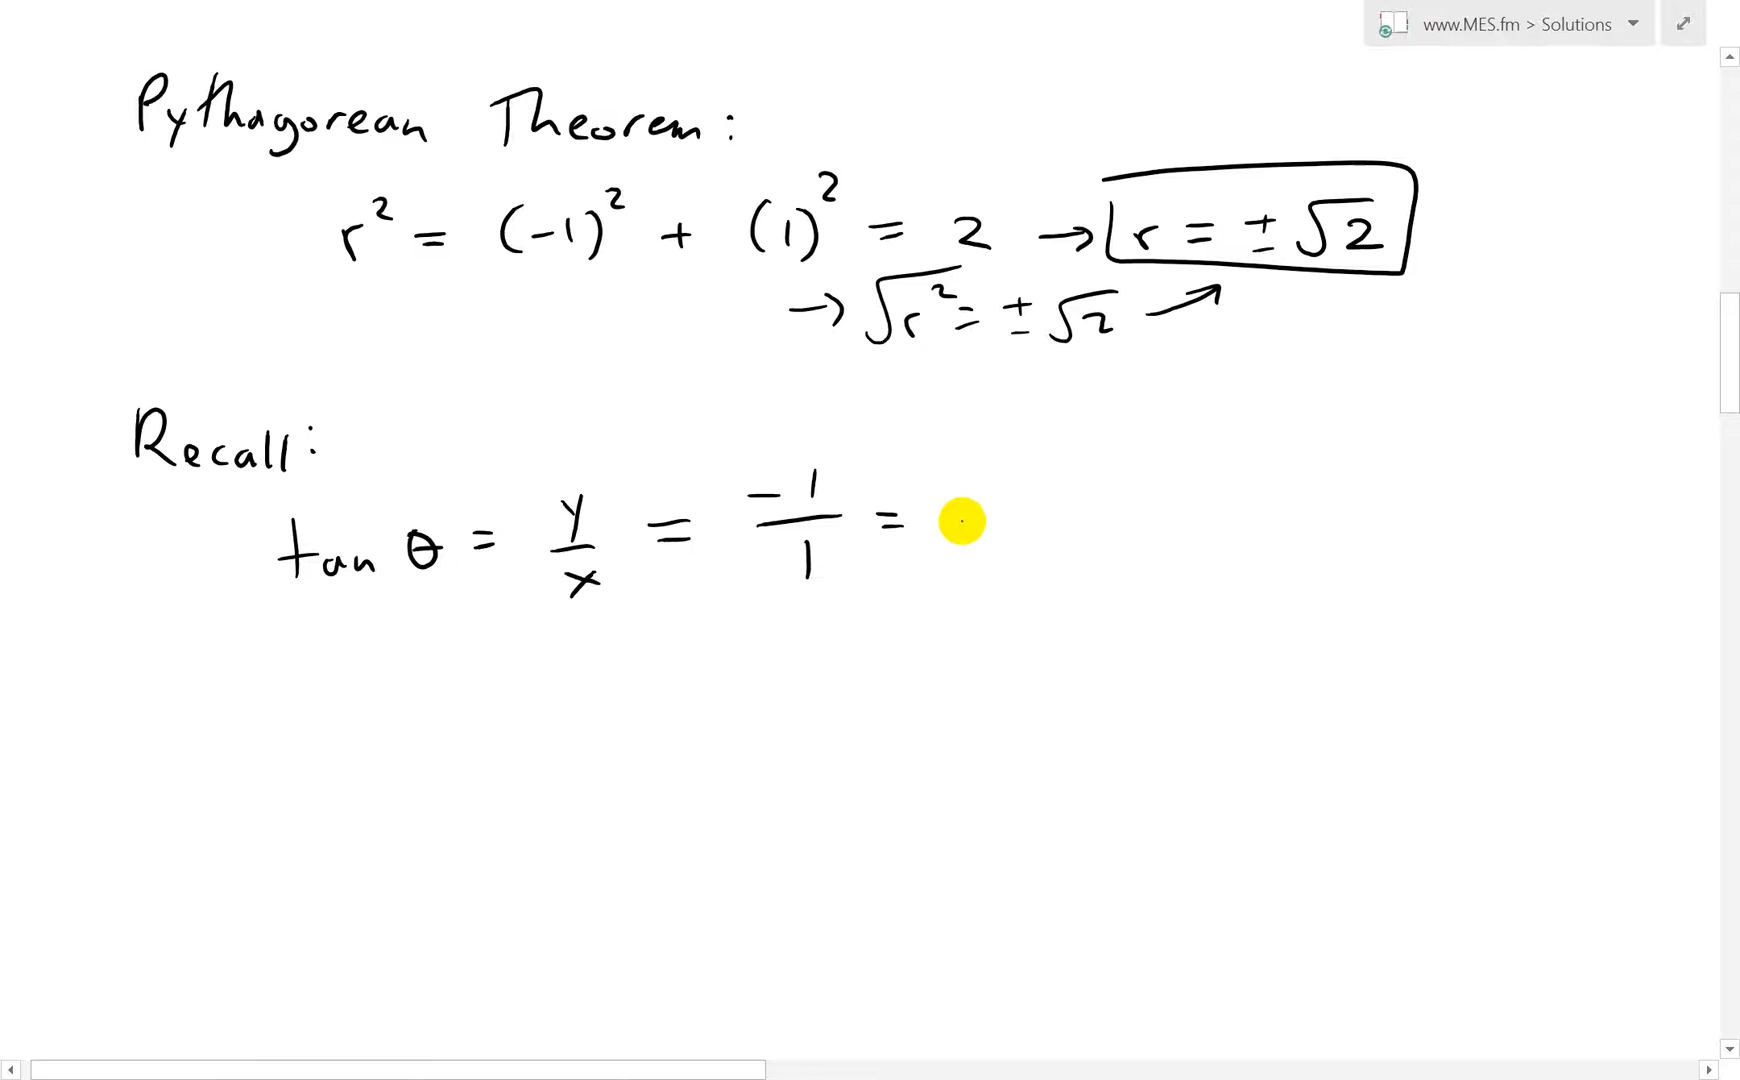 www.MES.fm > Solutions
Pythagorean Theorem:
r² = (-1)² + (1)² = 2 → r = ± √2
→ √r² = ± √2 ↗
Recall:
tan θ = y/x = -1/1 =